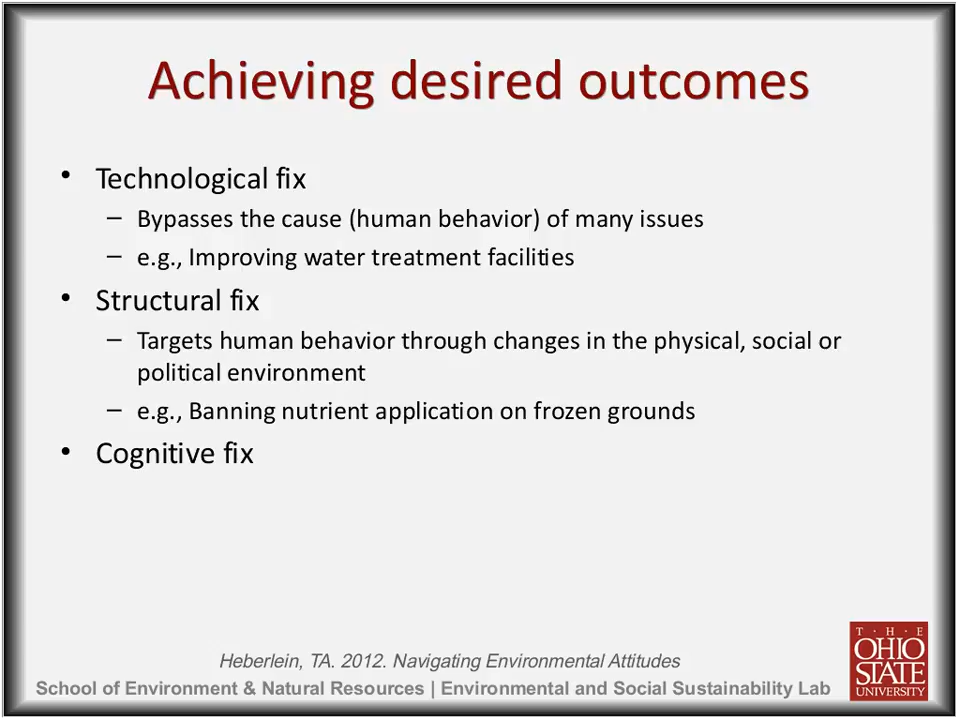 Achieving desired outcomes
• Technological fix
– Bypasses the cause (human behavior) of many issues
– e.g., Improving water treatment facilities
• Structural fix
– Targets human behavior through changes in the physical, social or
political environment
– e.g., Banning nutrient application on frozen grounds
• Cognitive fix
Heberlein, TA. 2012. Navigating Environmental Attitudes
School of Environment & Natural Resources | Environmental and Social Sustainability Lab
T · H · E
OHIO
STATE
UNIVERSITY